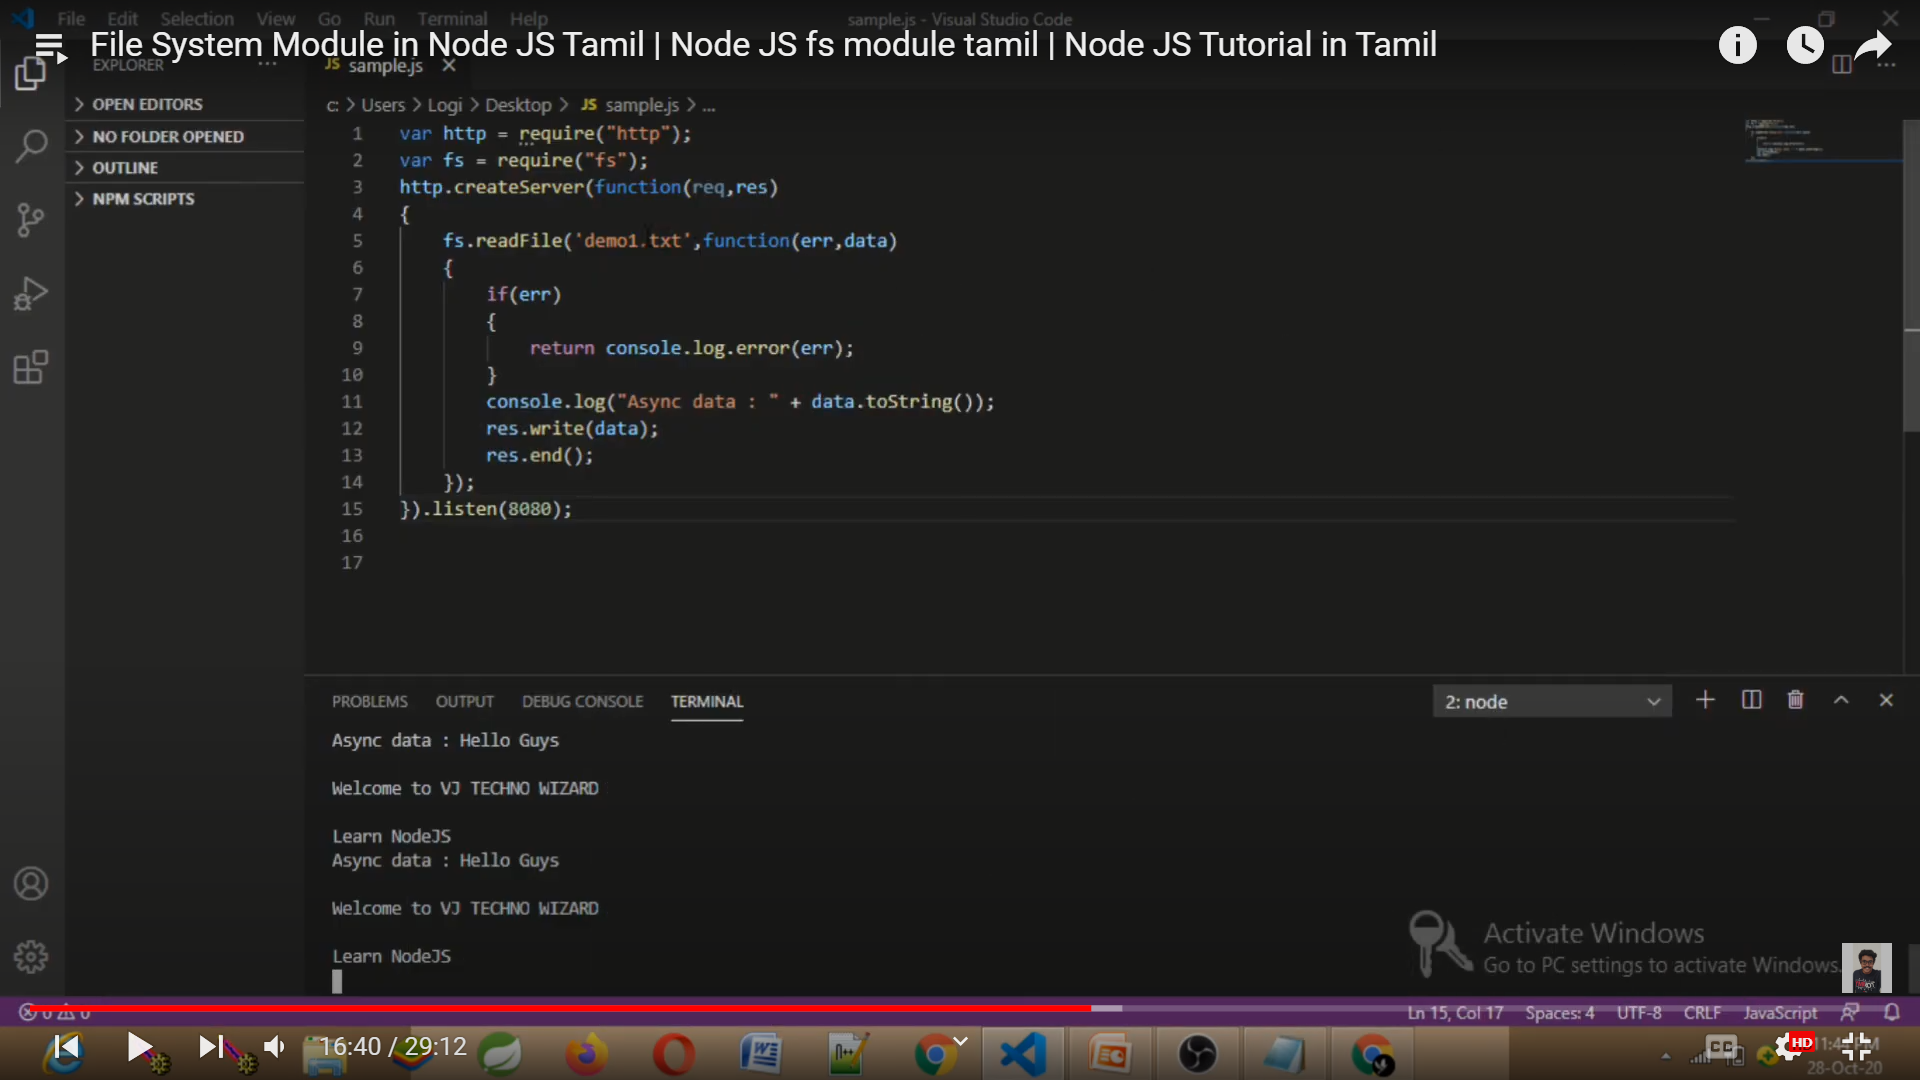 File Edit Selection View Go Run Terminal Help
sample.js - Visual Studio Code
File System Module in Node JS Tamil | Node JS fs module tamil | Node JS Tutorial in Tamil
EXPLORER
JS sample.js
OPEN EDITORS
NO FOLDER OPENED
OUTLINE
NPM SCRIPTS
c: > Users > Logi > Desktop > JS sample.js > ...
1 var http = require("http");
2 var fs = require("fs");
3 http.createServer(function(req,res)
4 {
5 fs.readFile('demo1.txt',function(err,data)
6 {
7 if(err)
8 {
9 return console.log.error(err);
10 }
11 console.log("Async data : " + data.toString());
12 res.write(data);
13 res.end();
14 });
15 }).listen(8080);
16
17
PROBLEMS OUTPUT DEBUG CONSOLE TERMINAL
2: node
Async data : Hello Guys
Welcome to VJ TECHNO WIZARD
Learn NodeJS
Async data : Hello Guys
Welcome to VJ TECHNO WIZARD
Learn NodeJS
Activate Windows
Go to PC settings to activate Windows.
0 0
Ln 15, Col 17 Spaces: 4 UTF-8 CRLF JavaScript
16:40 / 29:12
CC
HD
28-Oct-20